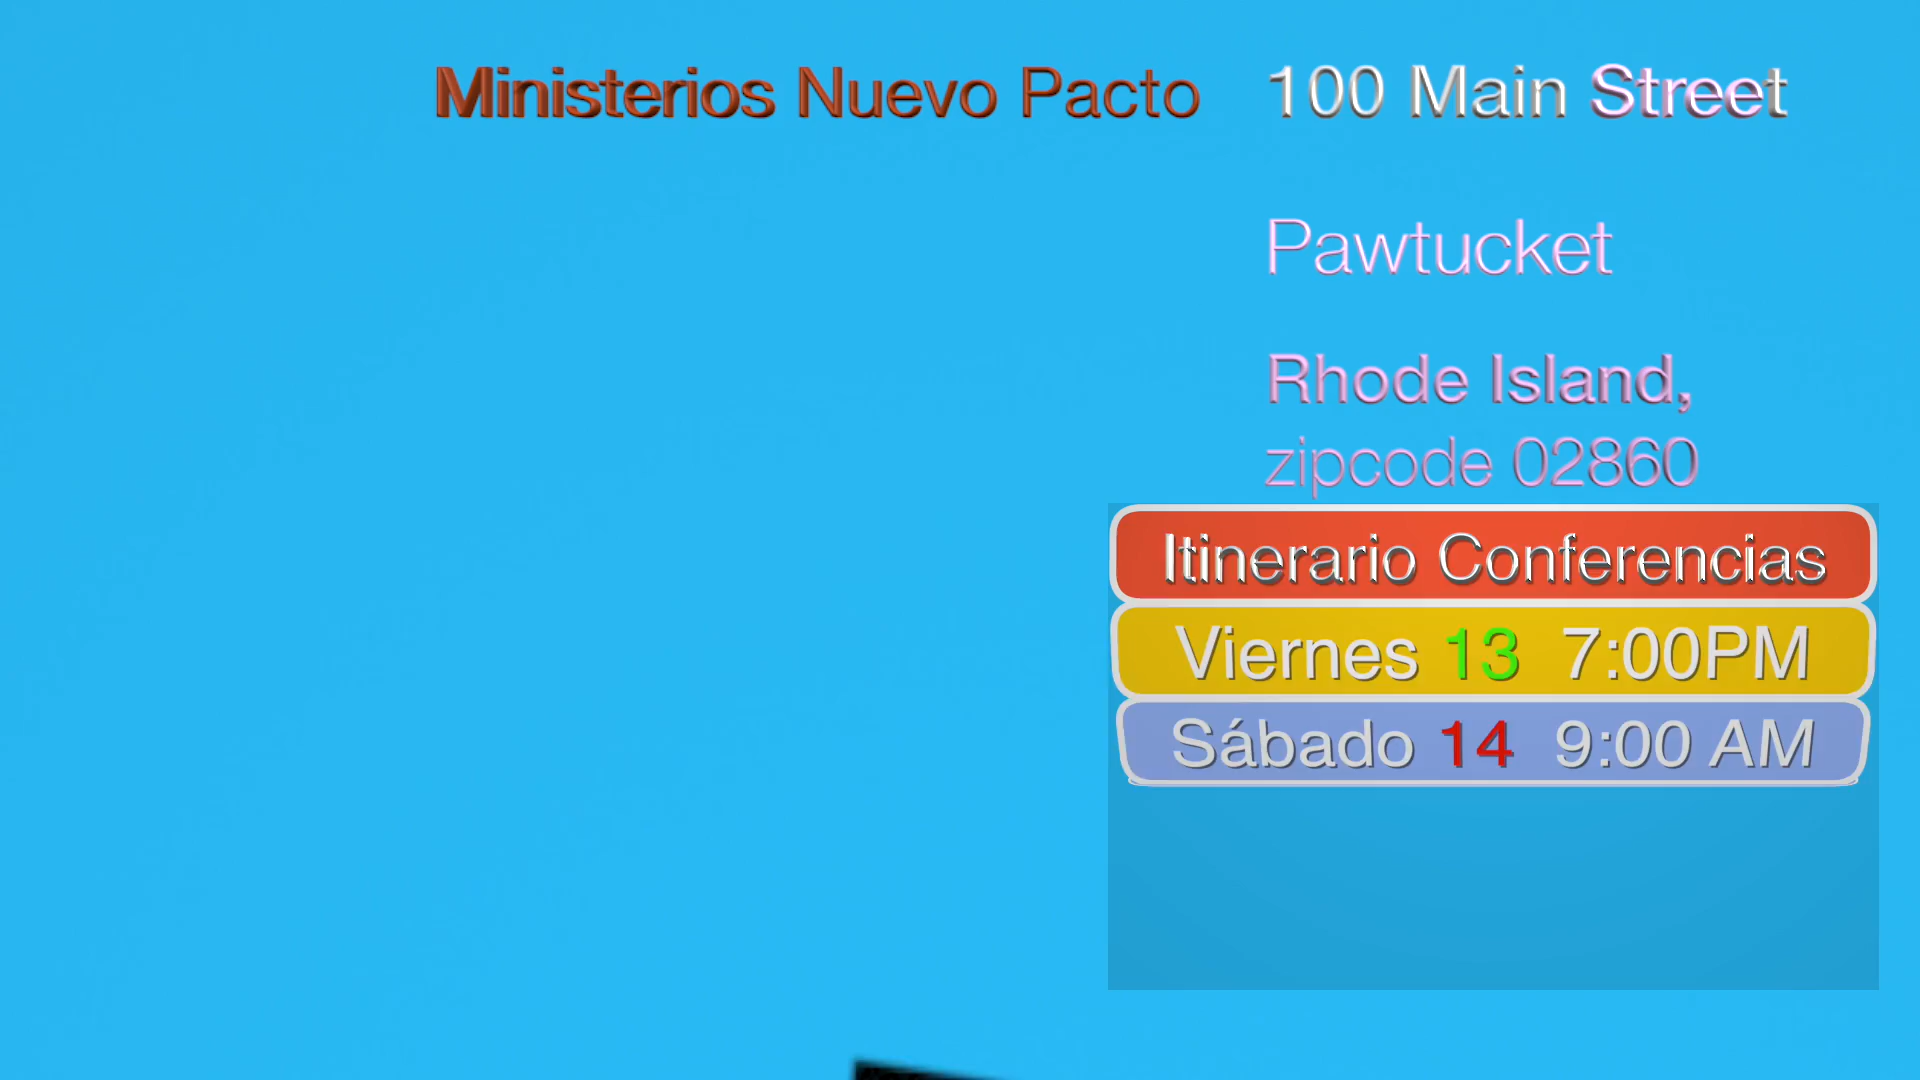 Ministerios Nuevo Pacto
100 Main Street
Pawtucket
Rhode Island,
zipcode 02860
Itinerario Conferencias
Viernes 13 7:00PM
Sábado 14 9:00 AM